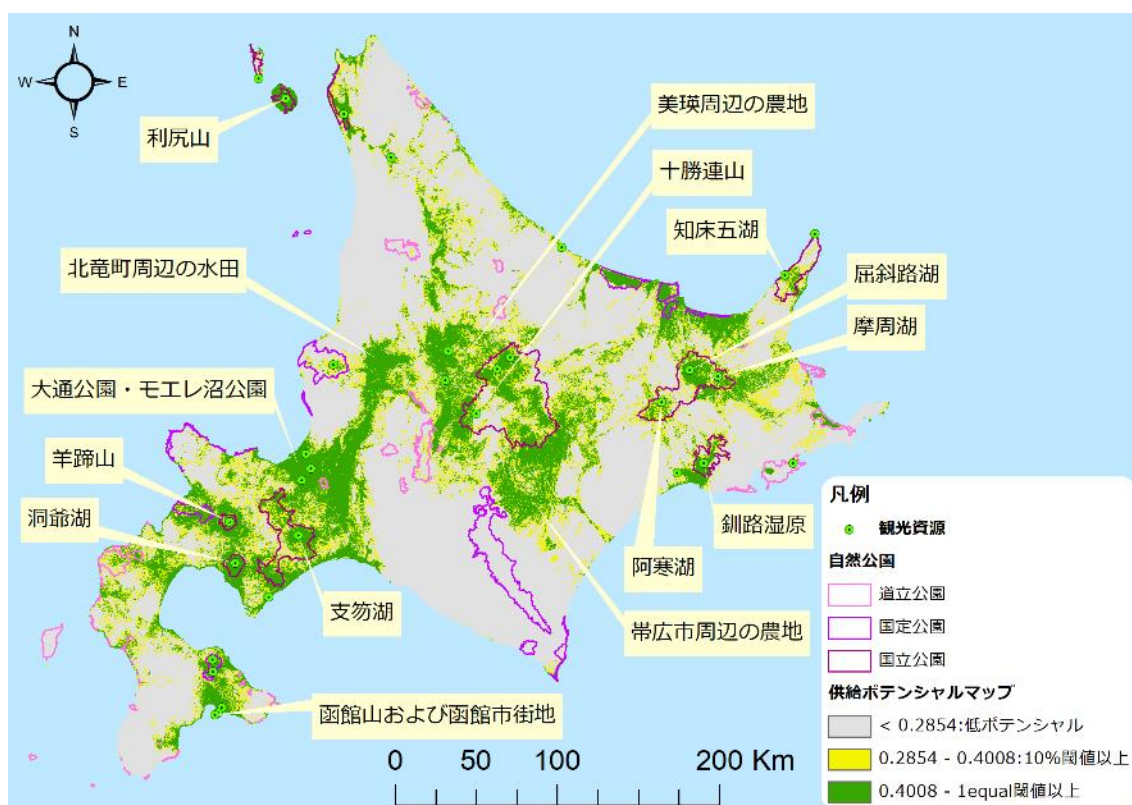 N
W E
S
利尻山
美瑛周辺の農地
十勝連山
知床五湖
北竜町周辺の水田
屈斜路湖
摩周湖
大通公園・モエレ沼公園
羊蹄山
洞爺湖
支笏湖
釧路湿原
阿寒湖
帯広市周辺の農地
函館山および函館市街地
0 50 100 200 Km
凡例
観光資源
自然公園
道立公園
国定公園
国立公園
供給ポテンシャルマップ
< 0.2854:低ポテンシャル
0.2854 - 0.4008:10%閾値以上
0.4008 - 1equal閾値以上